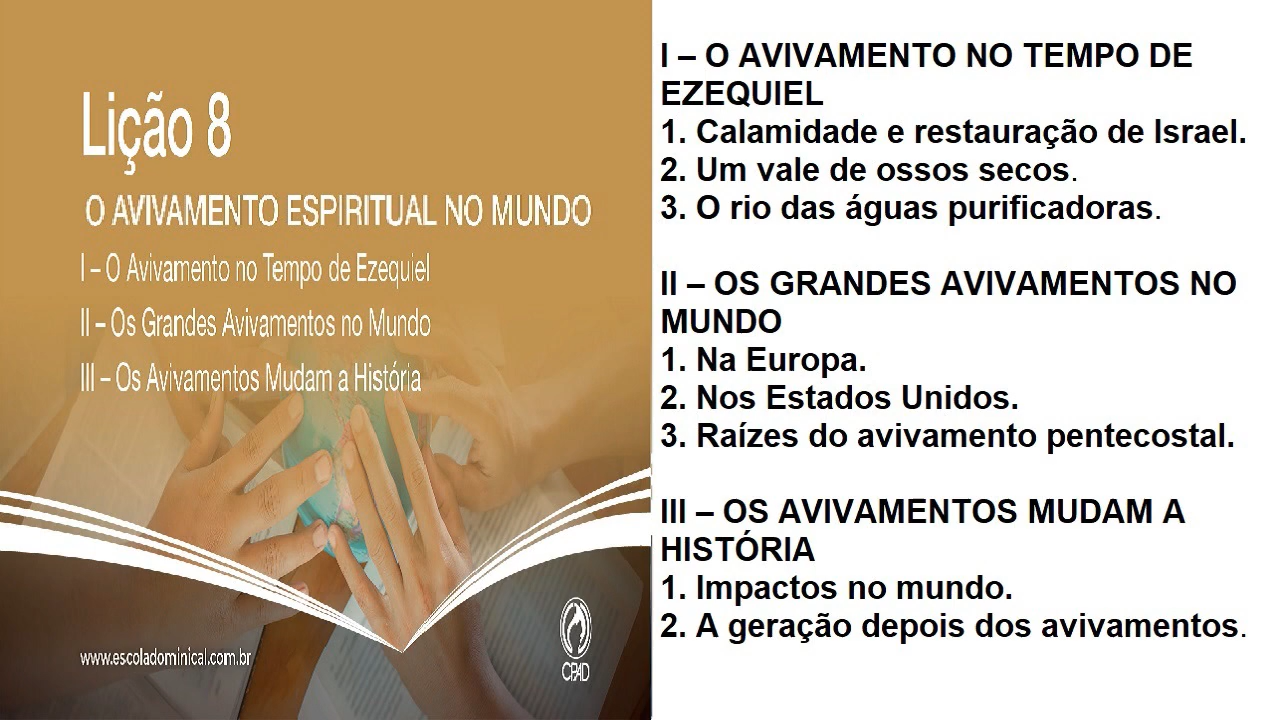 Lição 8
O AVIVAMENTO ESPIRITUAL NO MUNDO
I – O Avivamento no Tempo de Ezequiel
II – Os Grandes Avivamentos no Mundo
III – Os Avivamentos Mudam a História
www.escoladominical.com.br
CPAD
I – O AVIVAMENTO NO TEMPO DE
EZEQUIEL
1. Calamidade e restauração de Israel.
2. Um vale de ossos secos.
3. O rio das águas purificadoras.
II – OS GRANDES AVIVAMENTOS NO
MUNDO
1. Na Europa.
2. Nos Estados Unidos.
3. Raízes do avivamento pentecostal.
III – OS AVIVAMENTOS MUDAM A
HISTÓRIA
1. Impactos no mundo.
2. A geração depois dos avivamentos.